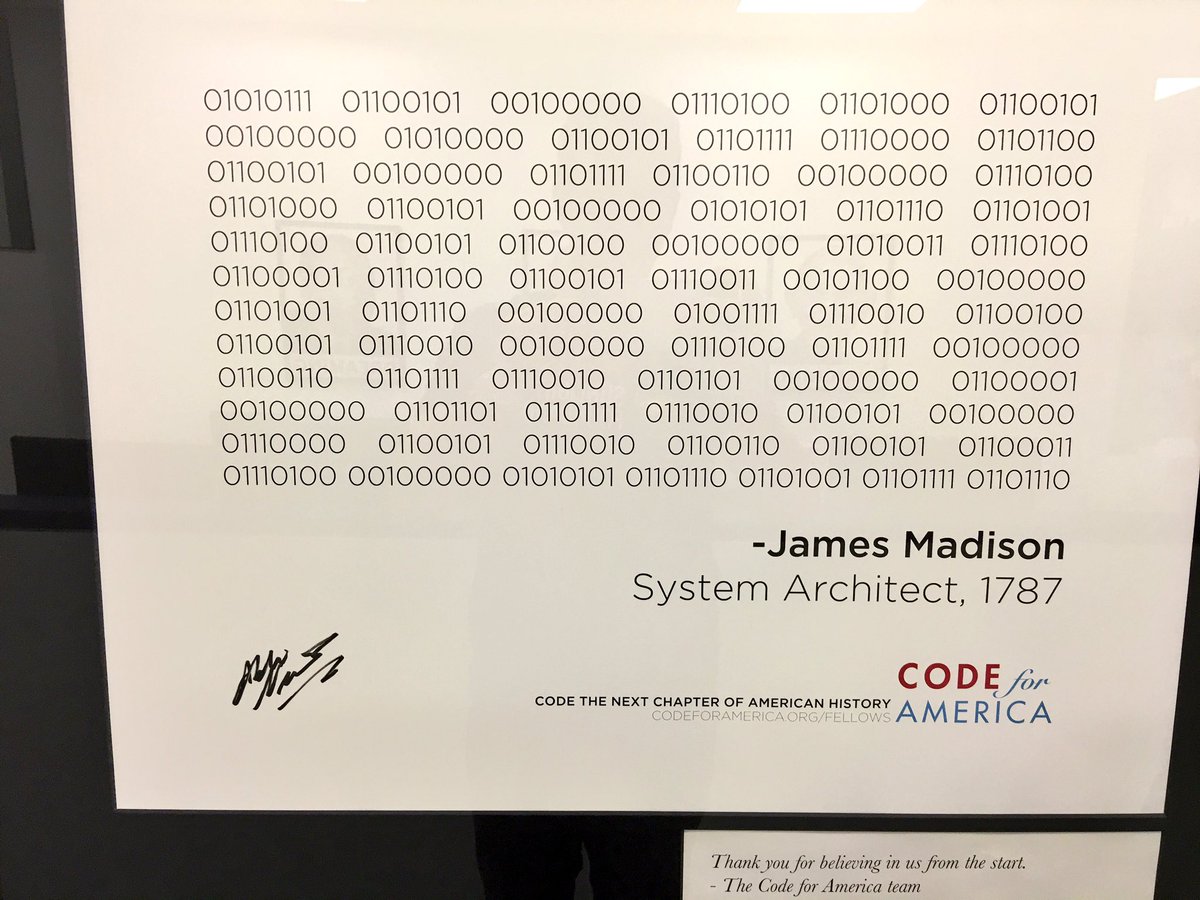 01010111 01100101 00100000 01110100 01101000 01100101
00100000 01010000 01100101 01101111 01110000 01101100
01100101 00100000 01101111 01100110 00100000 01110100
01101000 01100101 00100000 01010101 01101110 01101001
01110100 01100101 01100100 00100000 01010011 01110100
01100001 01110100 01100101 01110011 00101100 00100000
01101001 01101110 00100000 01001111 01110010 01100100
01100101 01110010 00100000 01110100 01101111 00100000
01100110 01101111 01110010 01101101 00100000 01100001
00100000 01101101 01101111 01110010 01100101 00100000
01110000 01100101 01110010 01100110 01100101 01100011
01110100 00100000 01010101 01101110 01101001 01101111 01101110
-James Madison
System Architect, 1787
CODE THE NEXT CHAPTER OF AMERICAN HISTORY
CODEFORAMERICA.ORG/FELLOWS
CODE for
AMERICA
Thank you for believing in us from the start.
- The Code for America team